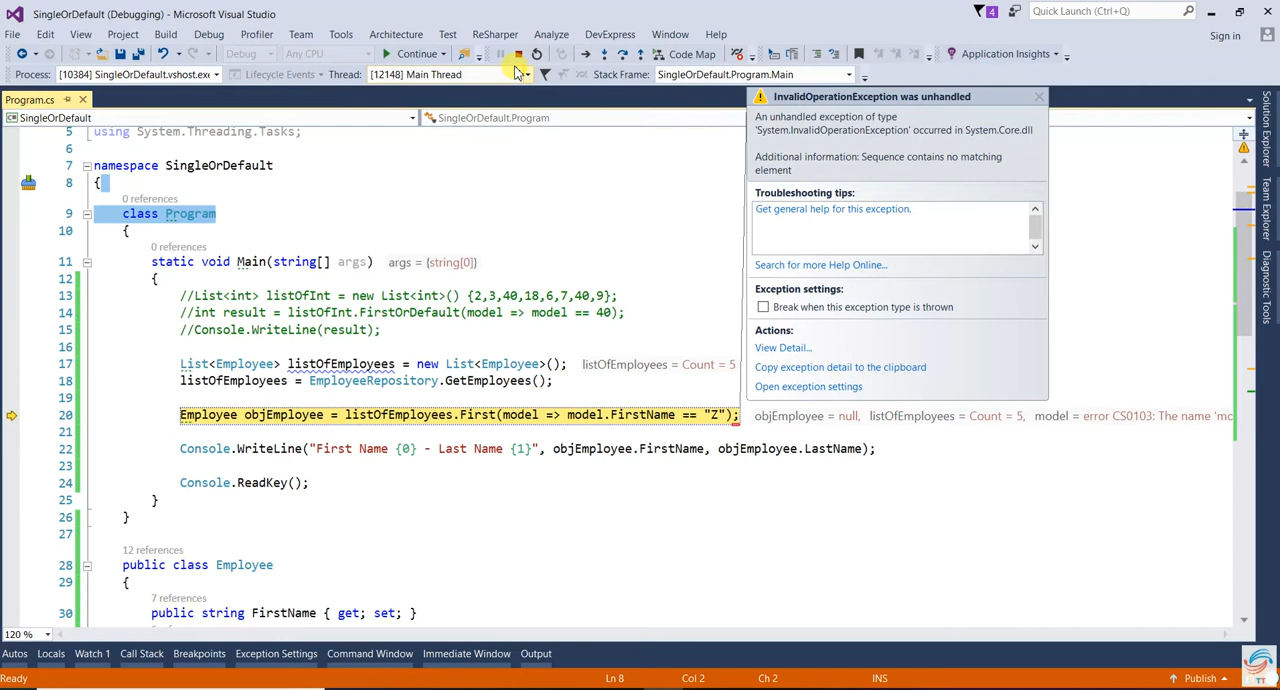 SingleOrDefault (Debugging) - Microsoft Visual Studio
4
Quick Launch (Ctrl+Q)
File Edit View Project Build Debug Profiler Team Tools Architecture Test ReSharper Analyze DevExpress Window Help
Sign in
Debug Any CPU Continue Code Map Application Insights
Process: [10384] SingleOrDefault.vshost.exe Lifecycle Events Thread: [12148] Main Thread Stack Frame: SingleOrDefault.Program.Main
Program.cs
SingleOrDefault SingleOrDefault.Program
5 using System.Threading.Tasks;
6
7 namespace SingleOrDefault
8 {
0 references
9 class Program
10 {
0 references
11 static void Main(string[] args) args = {string[0]}
12 {
13 //List<int> listOfInt = new List<int>() {2,3,40,18,6,7,40,9};
14 //int result = listOfInt.FirstOrDefault(model => model == 40);
15 //Console.WriteLine(result);
16
17 List<Employee> listOfEmployees = new List<Employee>(); listOfEmployees = Count = 5
18 listOfEmployees = EmployeeRepository.GetEmployees();
19
20 Employee objEmployee = listOfEmployees.First(model => model.FirstName == "Z"); objEmployee = null, listOfEmployees = Count = 5, model = error CS0103: The name 'mc
21
22 Console.WriteLine("First Name {0} - Last Name {1}", objEmployee.FirstName, objEmployee.LastName);
23
24 Console.ReadKey();
25 }
26 }
27
12 references
28 public class Employee
29 {
7 references
30 public string FirstName { get; set; }
InvalidOperationException was unhandled
An unhandled exception of type
'System.InvalidOperationException' occurred in System.Core.dll
Additional information: Sequence contains no matching
element
Troubleshooting tips:
Get general help for this exception.
Search for more Help Online...
Exception settings:
Break when this exception type is thrown
Actions:
View Detail...
Copy exception detail to the clipboard
Open exception settings
Solution Explorer
Team Explorer
Diagnostic Tools
120 %
Autos Locals Watch 1 Call Stack Breakpoints Exception Settings Command Window Immediate Window Output
Ready Ln 8 Col 2 Ch 2 INS Publish
TT